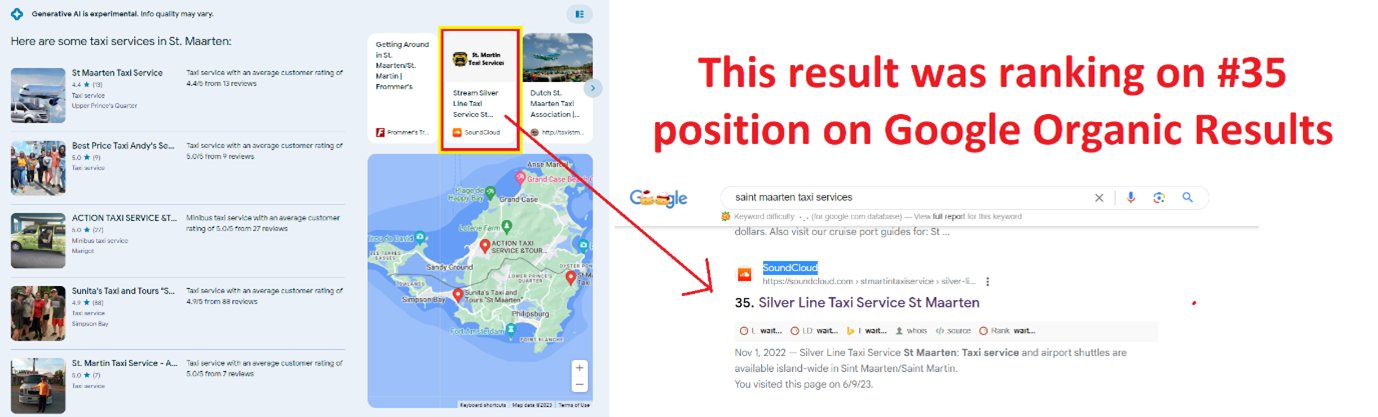 Generative AI is experimental. Info quality may vary.
Here are some taxi services in St. Maarten:
St Maarten Taxi Service
4.4 ★ (13)
Taxi service
Upper Prince's Quarter
Taxi service with an average customer rating of
4.4/5 from 13 reviews
Best Price Taxi Andy's Se...
5.0 ★ (9)
Taxi service
Taxi service with an average customer rating of
5.0/5 from 9 reviews
ACTION TAXI SERVICE &T...
5.0 ★ (27)
Minibus taxi service
Marigot
Minibus taxi service with an average customer
rating of 5.0/5 from 27 reviews
Sunita's Taxi and Tours "S...
4.9 ★ (88)
Taxi service
Simpson Bay
Taxi service with an average customer rating of
4.9/5 from 88 reviews
St. Martin Taxi Service - A...
5.0 ★ (7)
Taxi service
Taxi service with an average customer rating of
5.0/5 from 7 reviews
Getting Around
in St.
Maarten/St.
Martin |
Frommer's
Frommer's Tr...
St. Martin
Taxi Services
Stream Silver
Line Taxi
Service St...
SoundCloud
Dutch St.
Maarten Taxi
Association |...
http://taxistm...
Anse Marcel
Grand Case Beach C
Plage de
Happy Bay
Grand Case
Loterie Farm
ACTION TAXI
SERVICE &TOUR...
LES TERRES
BASSES
Sandy Ground
LOWLANDS
LOWER PRINCE'S
QUARTER
OYSTER PON
St M
Taxi
Simpson Bay
Sunita's Taxi and
Tours "St Maarten"
Philipsburg
Fort Amsterdam
POINT BLANCHE
+
−
Keyboard shortcuts
Map data ©2023
Terms of Use
This result was ranking on #35
position on Google Organic Results
Google
saint maarten taxi services
Keyword difficulty: -.- (for google.com database) — View full report for this keyword
dollars. Also visit our cruise port guides for: St ...
SoundCloud
https://soundcloud.com › stmartintaxiservice › silver-li...
35. Silver Line Taxi Service St Maarten
L: wait...
LD: wait...
I: wait...
whois
source
Rank: wait...
Nov 1, 2022 — Silver Line Taxi Service St Maarten: Taxi service and airport shuttles are
available island-wide in Sint Maarten/Saint Martin.
You visited this page on 6/9/23.